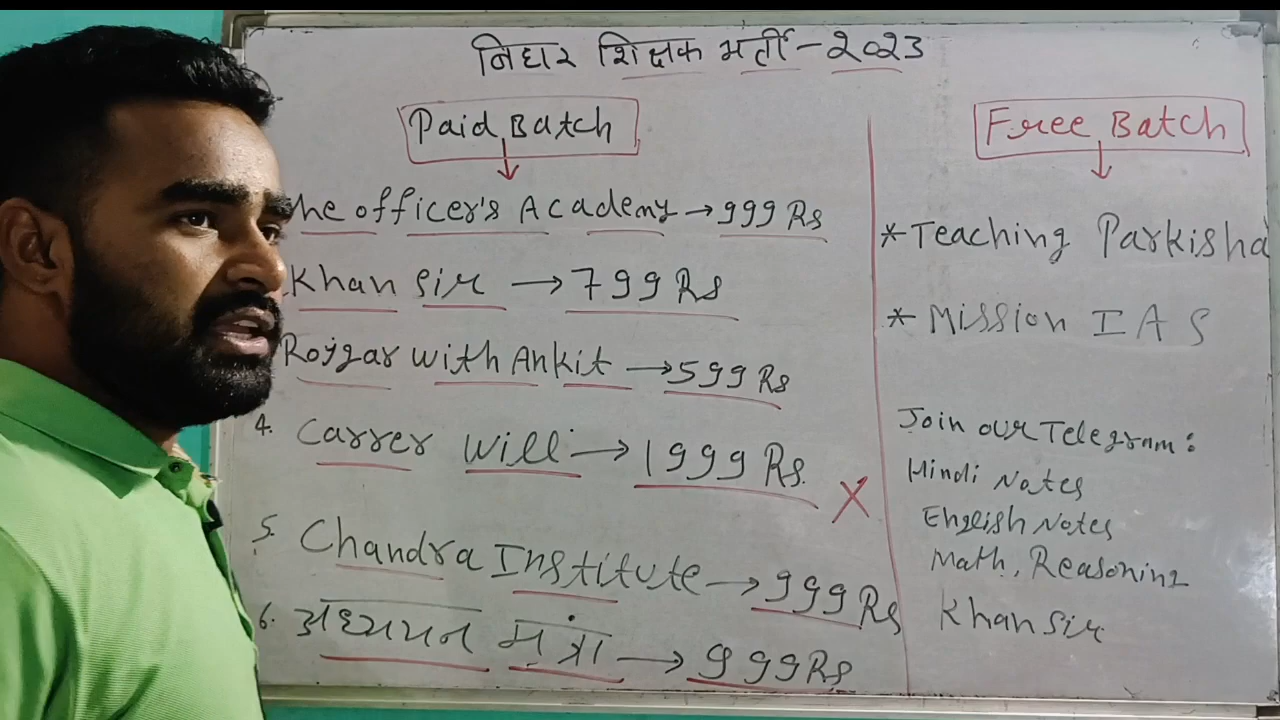 बिहार शिक्षक भर्ती-2023
Paid Batch
he officer's Academy → 999 Rs
Khan Sir → 799 Rs
Rojgar with Ankit → 599 Rs
4. Carrer Will → 1999 Rs. X
5. Chandra Institute → 999 Rs
6. अध्ययन मंत्रा → 999 Rs
Free Batch
* Teaching Parkisha
* Mission IAS
Join our Telegram:
Hindi Notes
English Notes
Math, Reasoning
Khan Sir